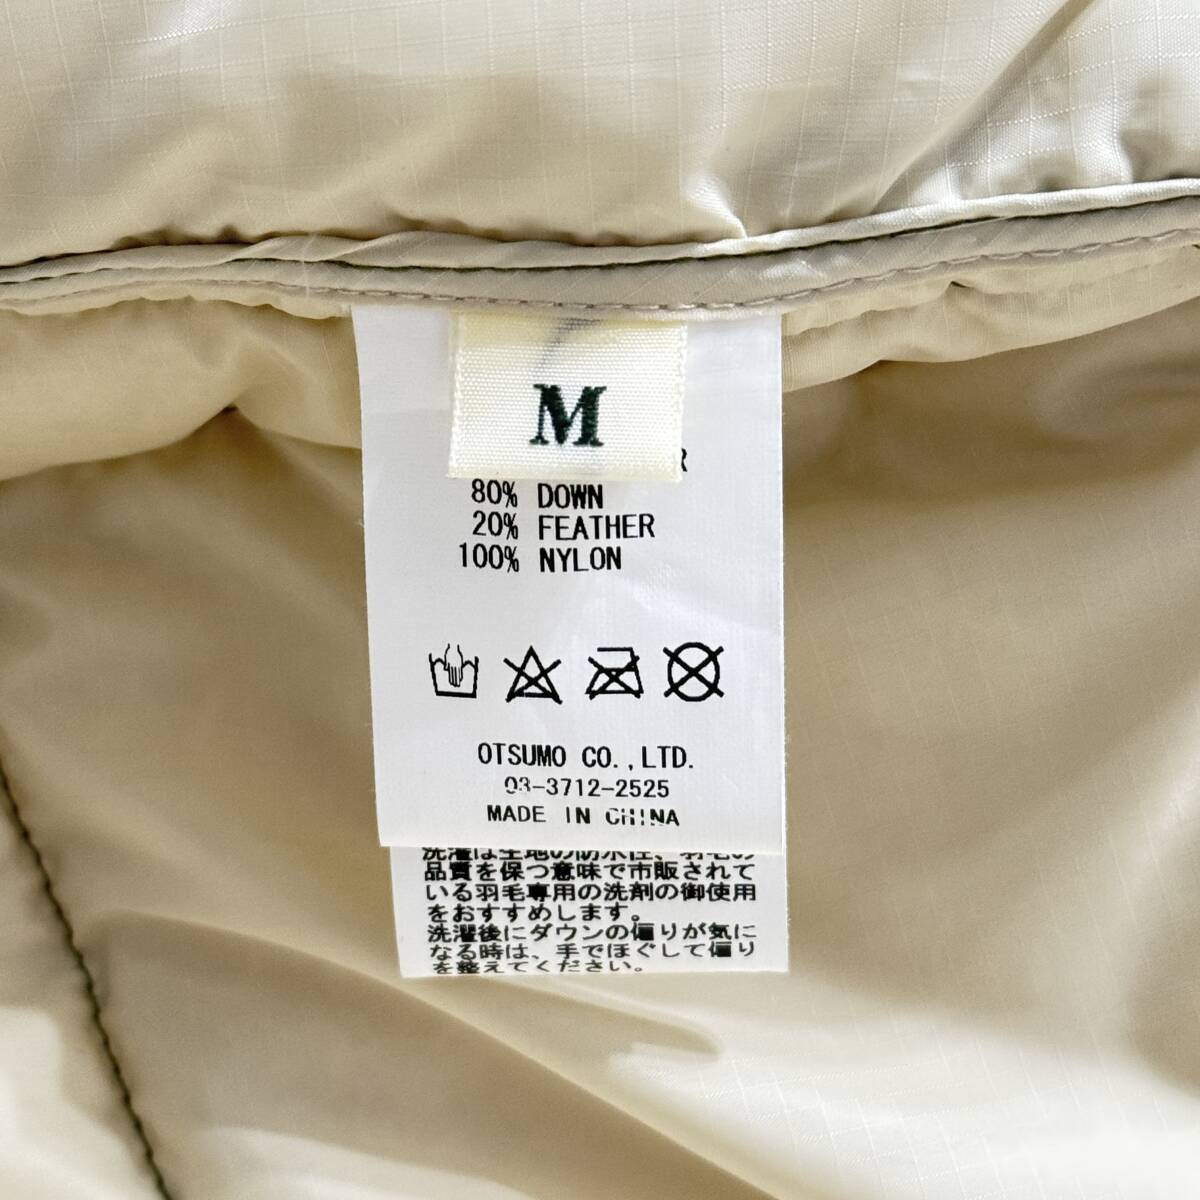 M
80% DOWN
20% FEATHER
100% NYLON
OTSUMO CO.,LTD.
03-3712-2525
MADE IN CHINA
洗濯は生地の防水性、羽毛の
品質を保つ意味で市販されて
いる羽毛専用の洗剤の御使用
をおすすめします。
洗濯後にダウンの偏りが気に
なる時は、手でほぐして偏り
を整えてください。